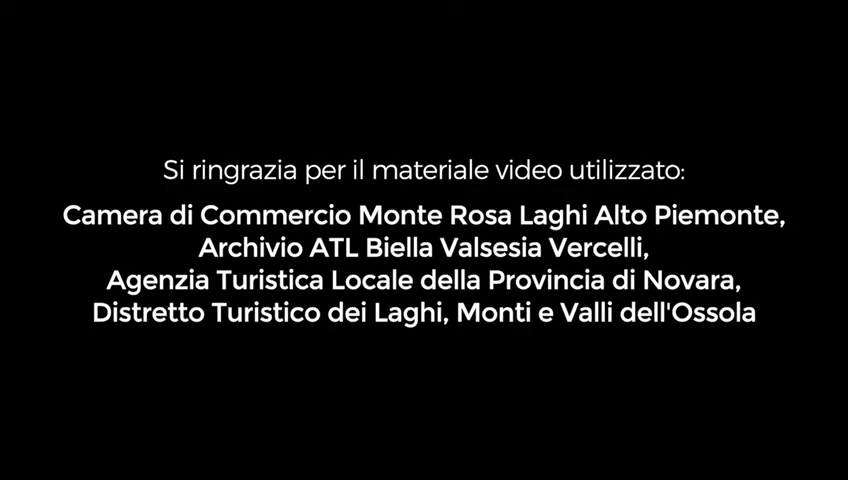 Si ringrazia per il materiale video utilizzato:
Camera di Commercio Monte Rosa Laghi Alto Piemonte,
Archivio ATL Biella Valsesia Vercelli,
Agenzia Turistica Locale della Provincia di Novara,
Distretto Turistico dei Laghi, Monti e Valli dell'Ossola